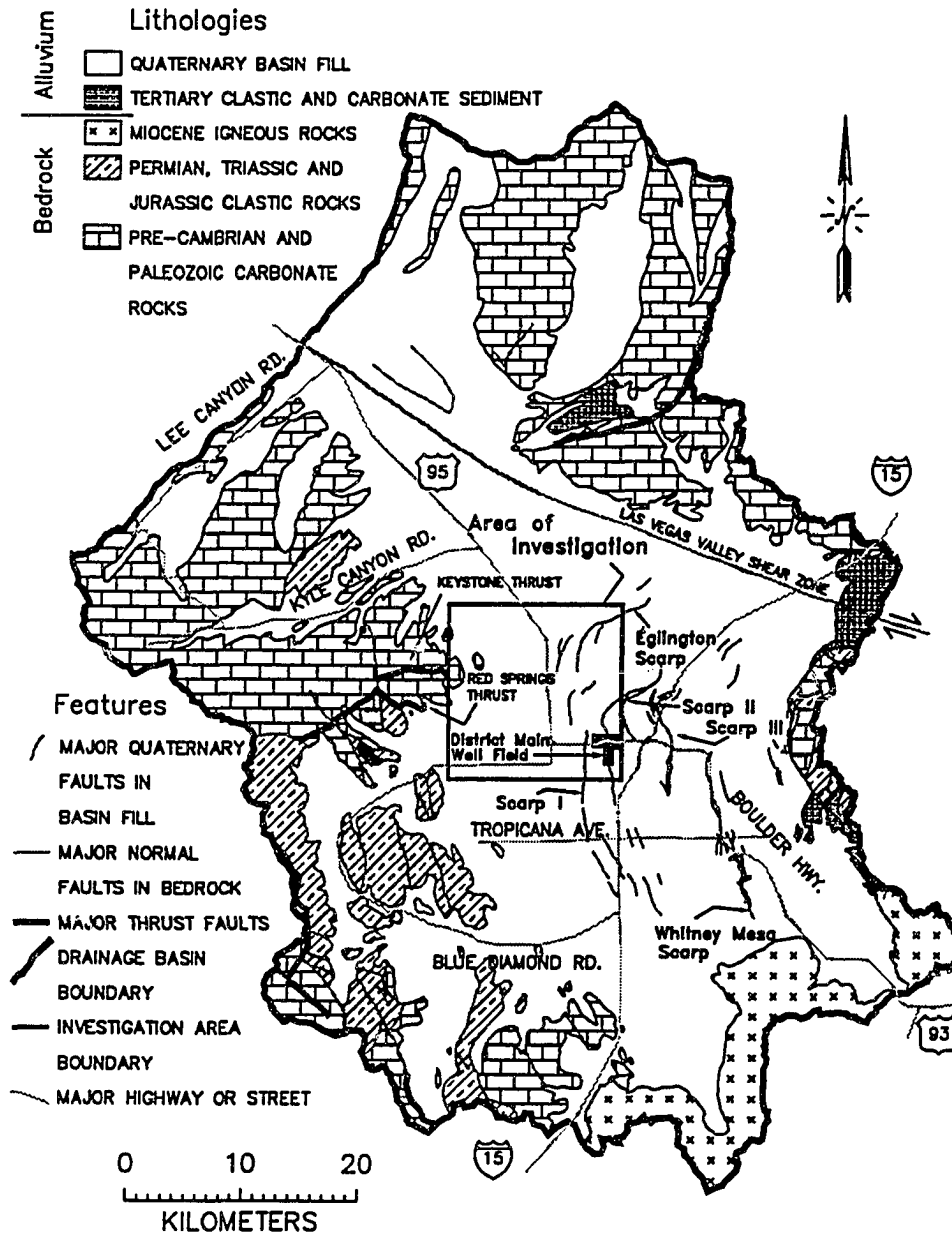 Lithologies
Alluvium
QUATERNARY BASIN FILL
TERTIARY CLASTIC AND CARBONATE SEDIMENT
Bedrock
MIOCENE IGNEOUS ROCKS
PERMIAN, TRIASSIC AND
JURASSIC CLASTIC ROCKS
PRE-CAMBRIAN AND
PALEOZOIC CARBONATE
ROCKS
N
LEE CANYON RD.
95
15
Area of
Investigation
LAS VEGAS VALLEY SHEAR ZONE
KYLE CANYON RD.
KEYSTONE THRUST
Eglington
Scarp
RED SPRINGS
THRUST
Scarp II
Scarp III
District Main
Well Field
Scarp I
TROPICANA AVE.
BOULDER HWY.
Whitney Mesa
Scarp
BLUE DIAMOND RD.
93
15
Features
MAJOR QUATERNARY
FAULTS IN
BASIN FILL
MAJOR NORMAL
FAULTS IN BEDROCK
MAJOR THRUST FAULTS
DRAINAGE BASIN
BOUNDARY
INVESTIGATION AREA
BOUNDARY
MAJOR HIGHWAY OR STREET
0 10 20
KILOMETERS